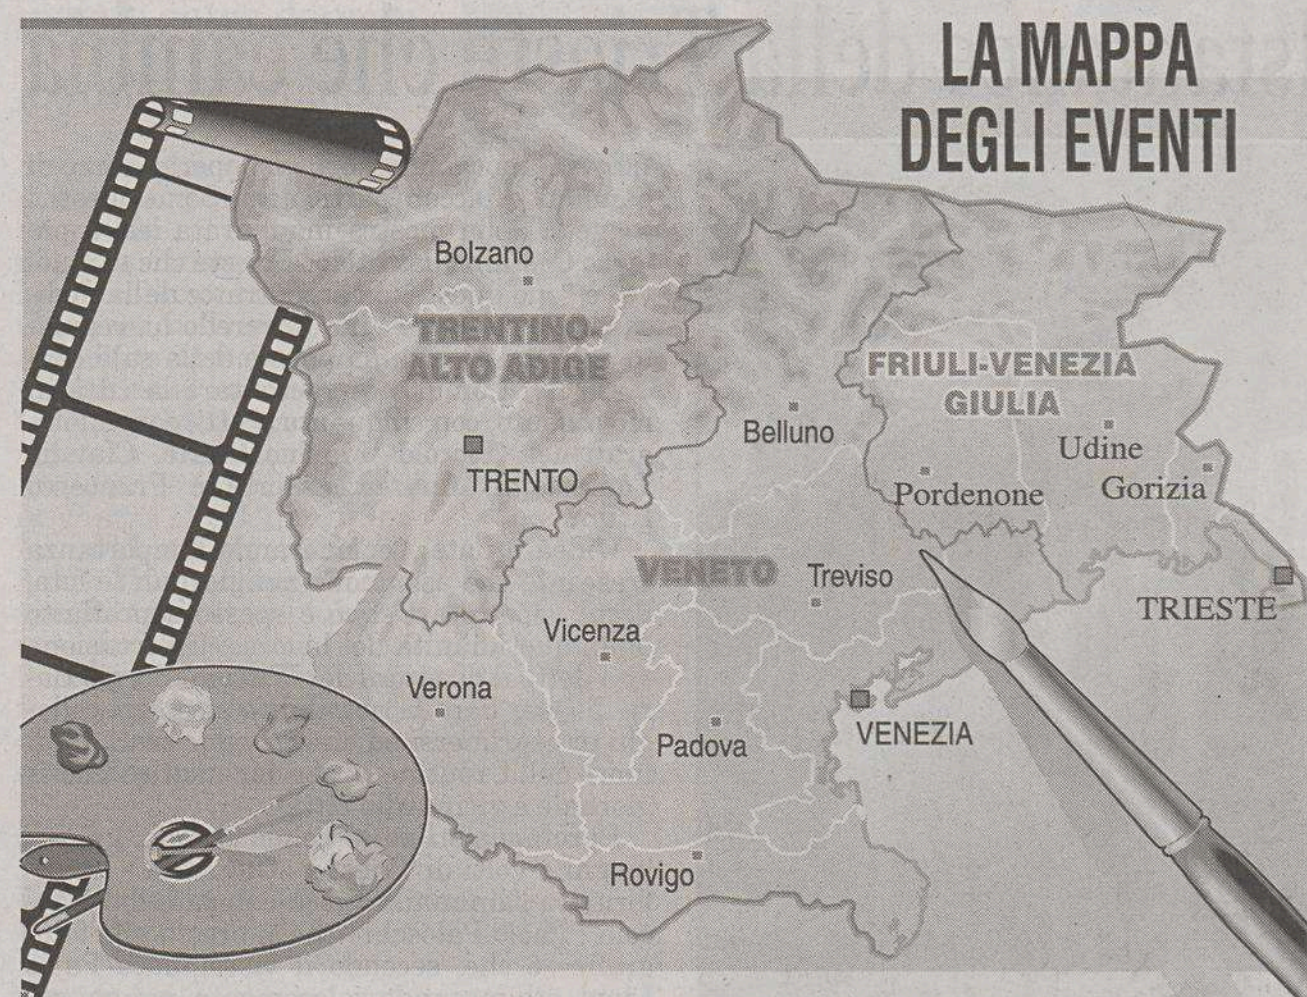 LA MAPPA
DEGLI EVENTI
Bolzano
TRENTINO-
ALTO ADIGE
FRIULI-VENEZIA
GIULIA
Belluno
Udine
TRENTO
Pordenone
Gorizia
VENETO
Treviso
TRIESTE
Vicenza
Verona
VENEZIA
Padova
Rovigo